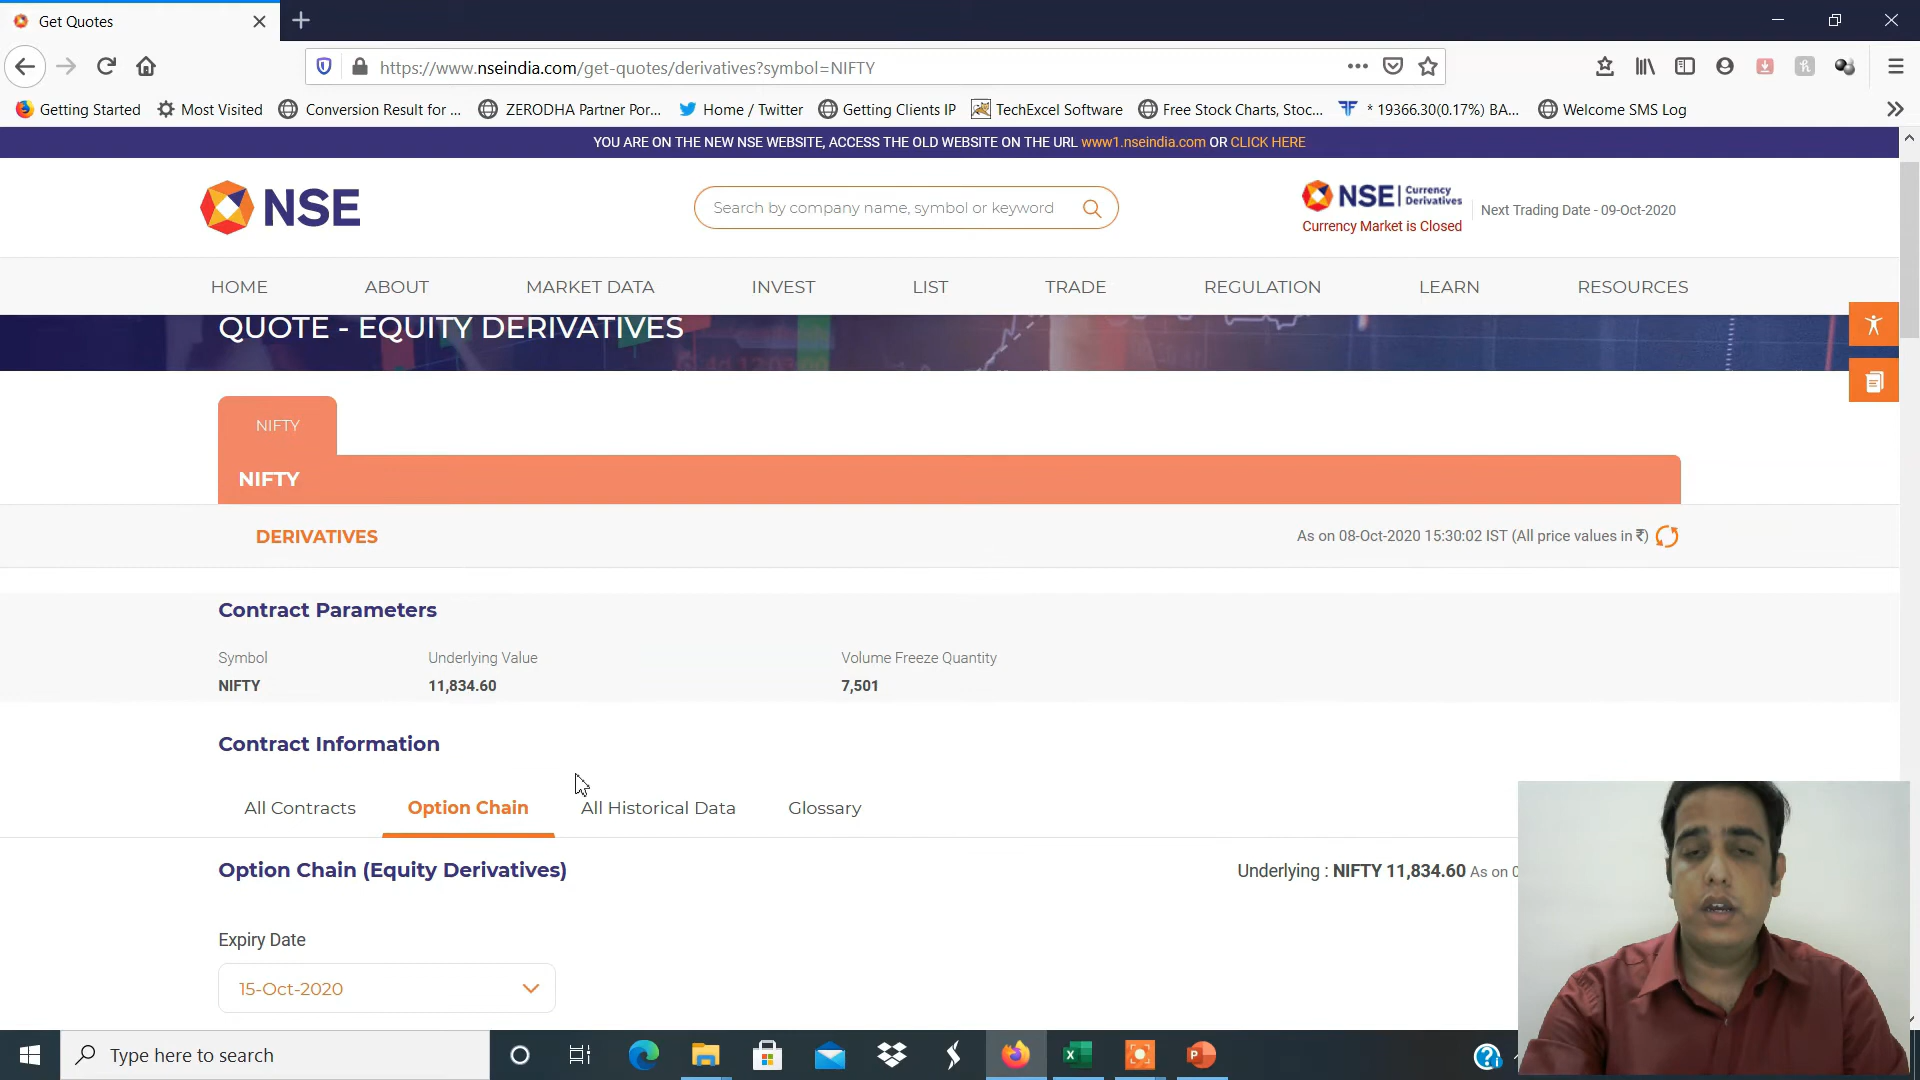 Get Quotes
https://www.nseindia.com/get-quotes/derivatives?symbol=NIFTY
Getting Started Most Visited Conversion Result for ... ZERODHA Partner Por... Home / Twitter Getting Clients IP TechExcel Software Free Stock Charts, Stoc... * 19366.30(0.17%) BA... Welcome SMS Log
YOU ARE ON THE NEW NSE WEBSITE, ACCESS THE OLD WEBSITE ON THE URL www1.nseindia.com OR CLICK HERE
NSE
Search by company name, symbol or keyword
NSE Currency Derivatives
Currency Market is Closed
Next Trading Date - 09-Oct-2020
HOME ABOUT MARKET DATA INVEST LIST TRADE REGULATION LEARN RESOURCES
QUOTE - EQUITY DERIVATIVES
NIFTY
NIFTY
DERIVATIVES
As on 08-Oct-2020 15:30:02 IST (All price values in ₹)
Contract Parameters
Symbol Underlying Value Volume Freeze Quantity
NIFTY 11,834.60 7,501
Contract Information
All Contracts Option Chain All Historical Data Glossary
Option Chain (Equity Derivatives)
Underlying : NIFTY 11,834.60 As on
Expiry Date
15-Oct-2020
Type here to search